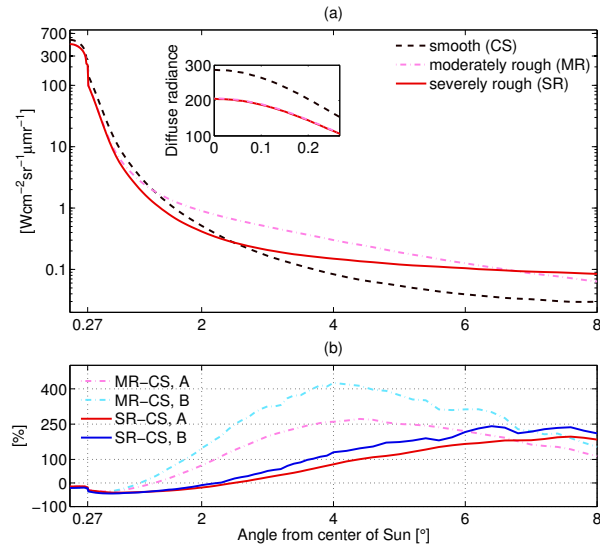 (a)
700
300
100
10
1
0.1
[Wcm−2sr−1μmr−1]
smooth (CS)
moderately rough (MR)
severely rough (SR)
Diffuse radiance
300
200
100
0
0.1
0.2
0.27
2
4
6
8
(b)
MR−CS, A
MR−CS, B
SR−CS, A
SR−CS, B
[%]
400
250
100
0
−100
0.27
2
4
6
8
Angle from center of Sun [°]